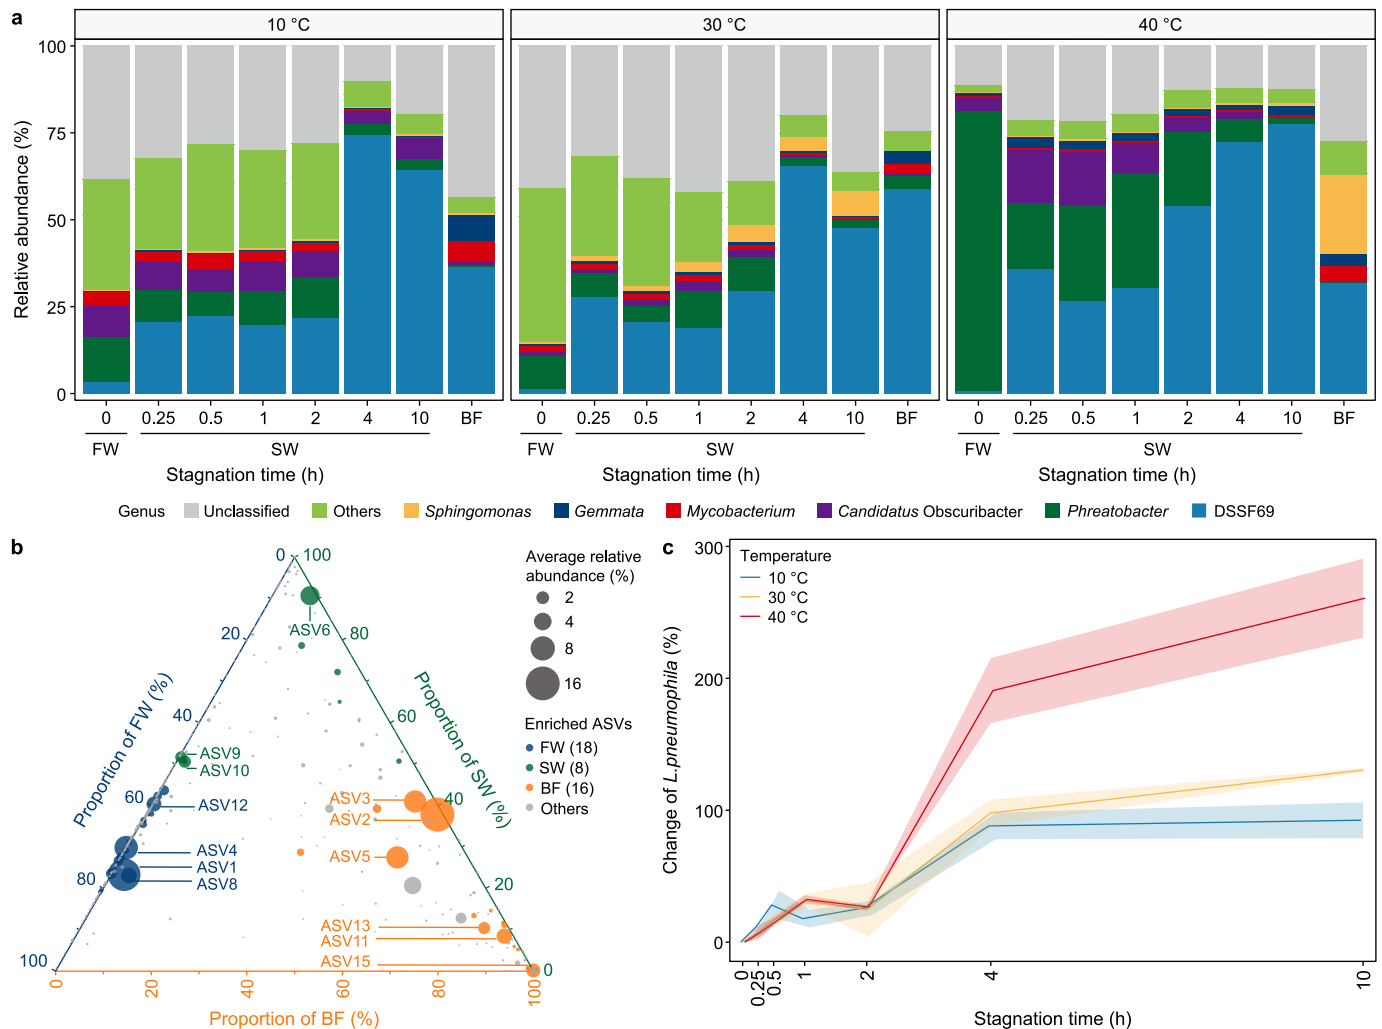 a
10 °C
30 °C
40 °C
Relative abundance (%)
100
75
50
25
0
0 0.25 0.5 1 2 4 10 BF
0 0.25 0.5 1 2 4 10 BF
0 0.25 0.5 1 2 4 10 BF
FW SW
FW SW
FW SW
Stagnation time (h)
Stagnation time (h)
Stagnation time (h)
Genus
Unclassified
Others
Sphingomonas
Gemmata
Mycobacterium
Candidatus Obscuribacter
Phreatobacter
DSSF69
b
0
20
40
60
80
100
Proportion of FW (%)
100
80
60
40
20
0
Proportion of SW (%)
0
20
40
60
80
100
Proportion of BF (%)
ASV6
ASV9
ASV10
ASV12
ASV4
ASV1
ASV8
ASV3
ASV2
ASV5
ASV13
ASV11
ASV15
Average relative
abundance (%)
2
4
8
16
Enriched ASVs
FW (18)
SW (8)
BF (16)
Others
c
Change of L.pneumophila (%)
300
200
100
0
Temperature
10 °C
30 °C
40 °C
0
0.25
0.5
1
2
4
10
Stagnation time (h)